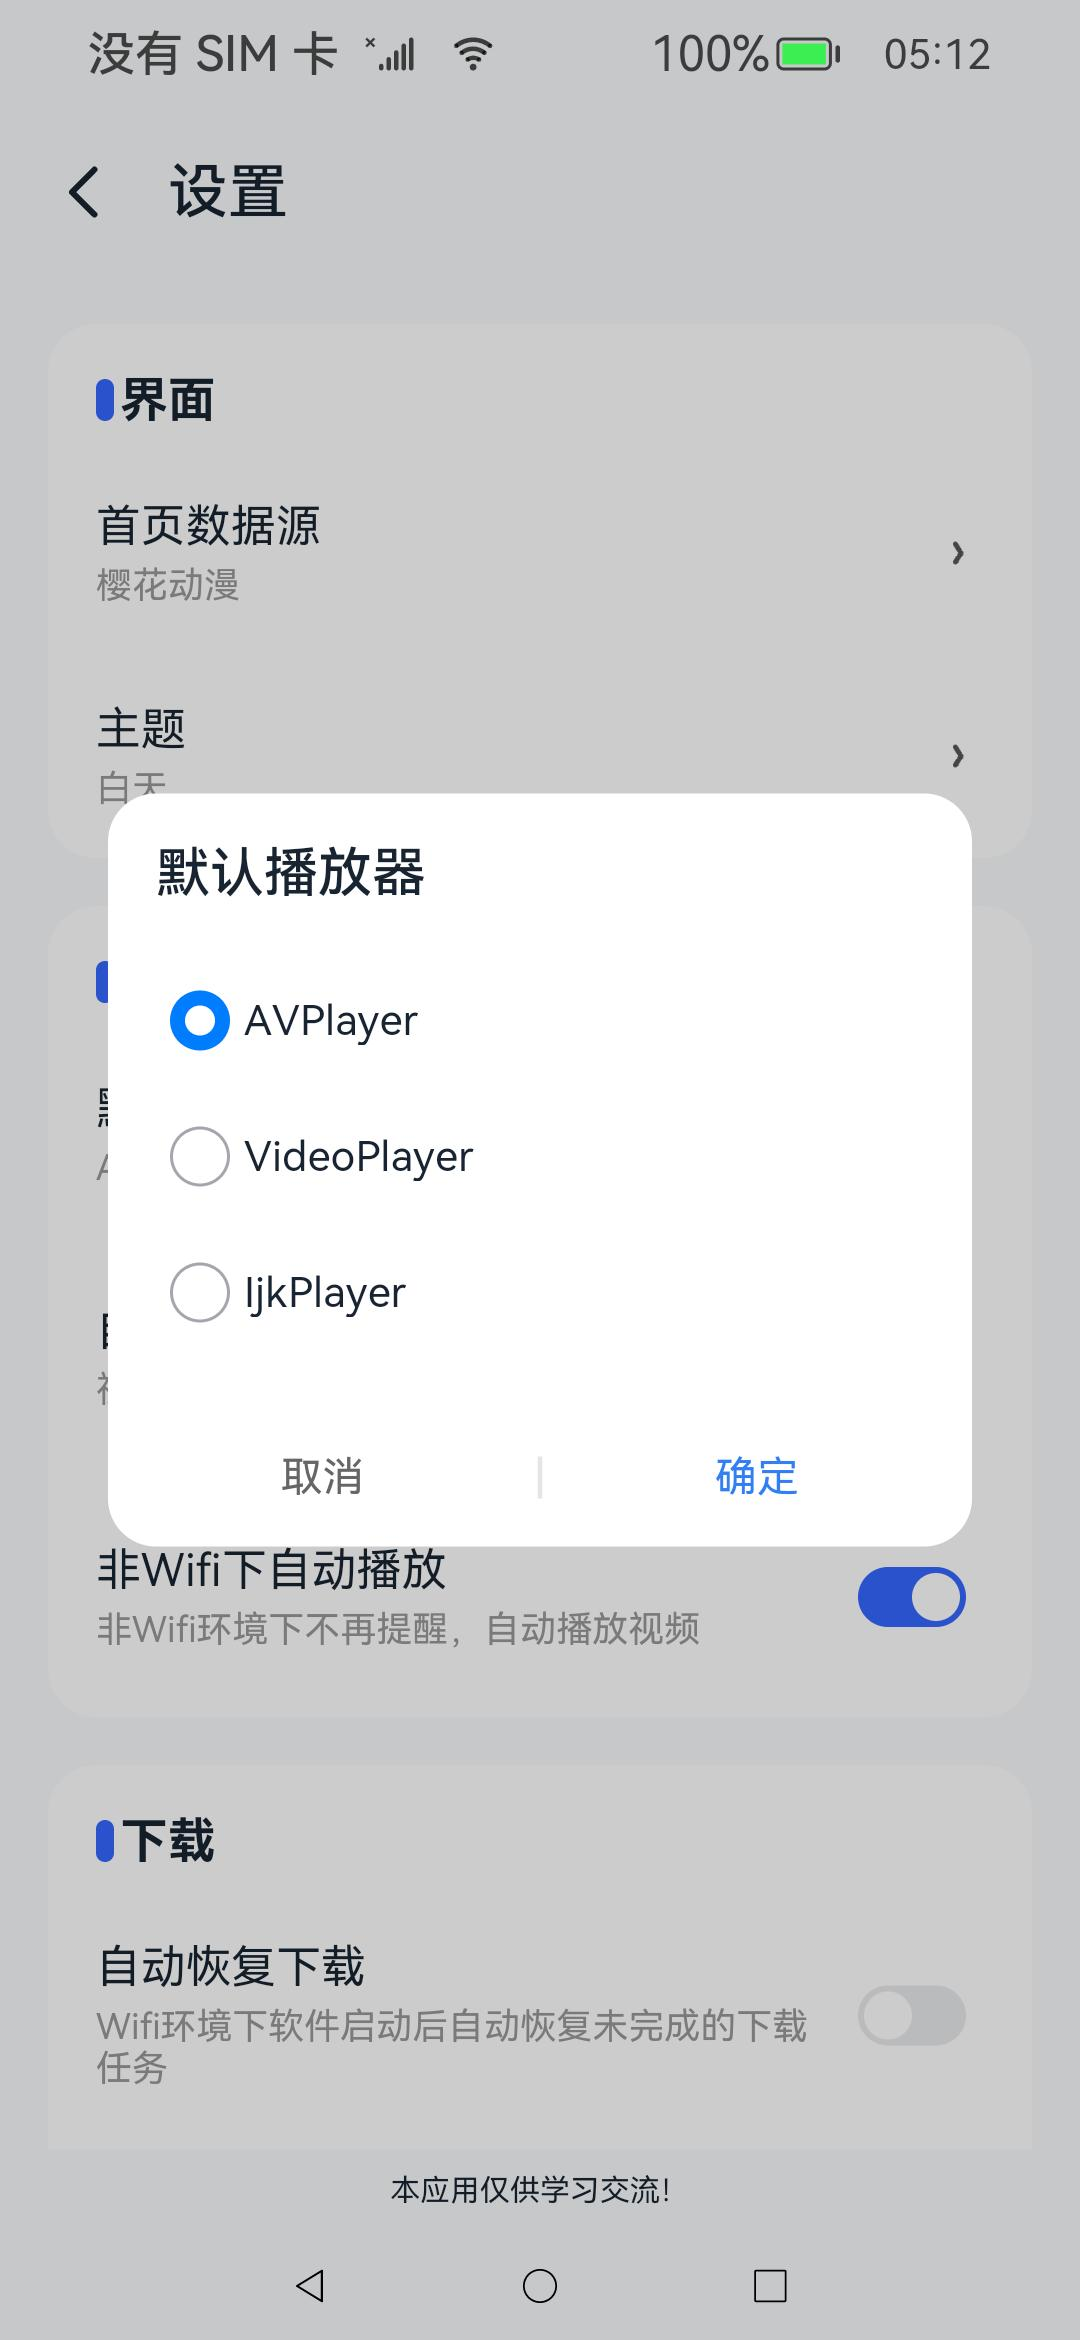 没有 SIM 卡
100%
05:12
设置
界面
首页数据源
樱花动漫
主题
白天
默认播放器
AVPlayer
VideoPlayer
IjkPlayer
取消
确定
非Wifi下自动播放
非Wifi环境下不再提醒，自动播放视频
下载
自动恢复下载
Wifi环境下软件启动后自动恢复未完成的下载
任务
本应用仅供学习交流！